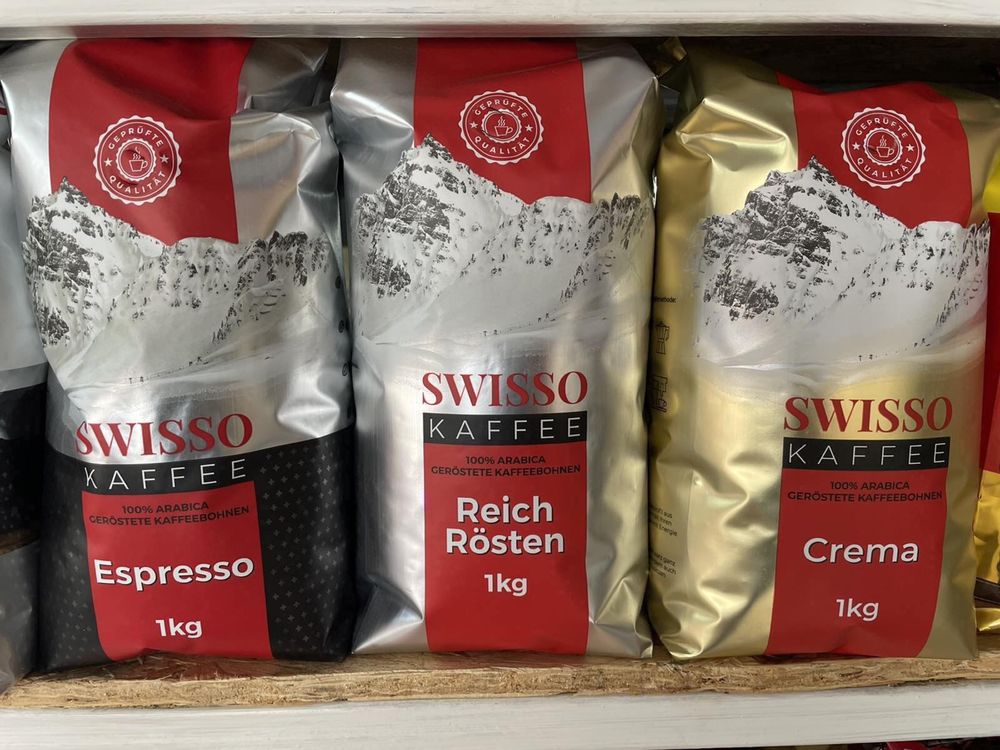 GEPRÜFTE
QUALITÄT
SWISSO
KAFFEE
100% ARABICA
GERÖSTETE KAFFEEBOHNEN
Espresso
1kg
GEPRÜFTE
QUALITÄT
SWISSO
KAFFEE
100% ARABICA
GERÖSTETE KAFFEEBOHNEN
Reich
Rösten
1kg
GEPRÜFTE
QUALITÄT
SWISSO
KAFFEE
100% ARABICA
GERÖSTETE KAFFEEBOHNEN
Crema
1kg